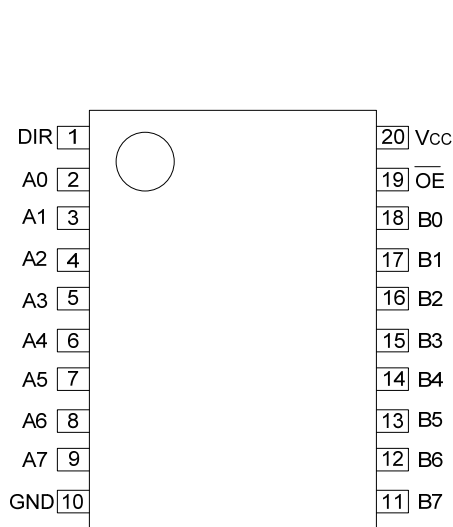 DIR 1 20 Vcc
A0 2 19 O̅E̅
A1 3 18 B0
A2 4 17 B1
A3 5 16 B2
A4 6 15 B3
A5 7 14 B4
A6 8 13 B5
A7 9 12 B6
GND 10 11 B7